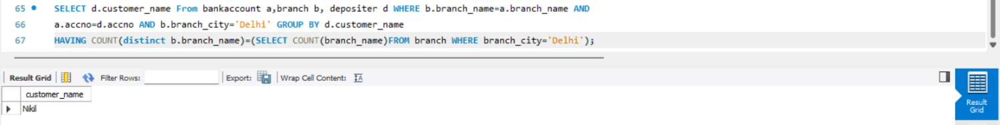 65 SELECT d.customer_name From bankaccount a,branch b, depositer d WHERE b.branch_name=a.branch_name AND
66 a.accno=d.accno AND b.branch_city='Delhi' GROUP BY d.customer_name
67 HAVING COUNT(distinct b.branch_name)=(SELECT COUNT(branch_name)FROM branch WHERE branch_city='Delhi');
Result Grid Filter Rows: Export: Wrap Cell Content: IA
customer_name
Nikil
Result
Grid